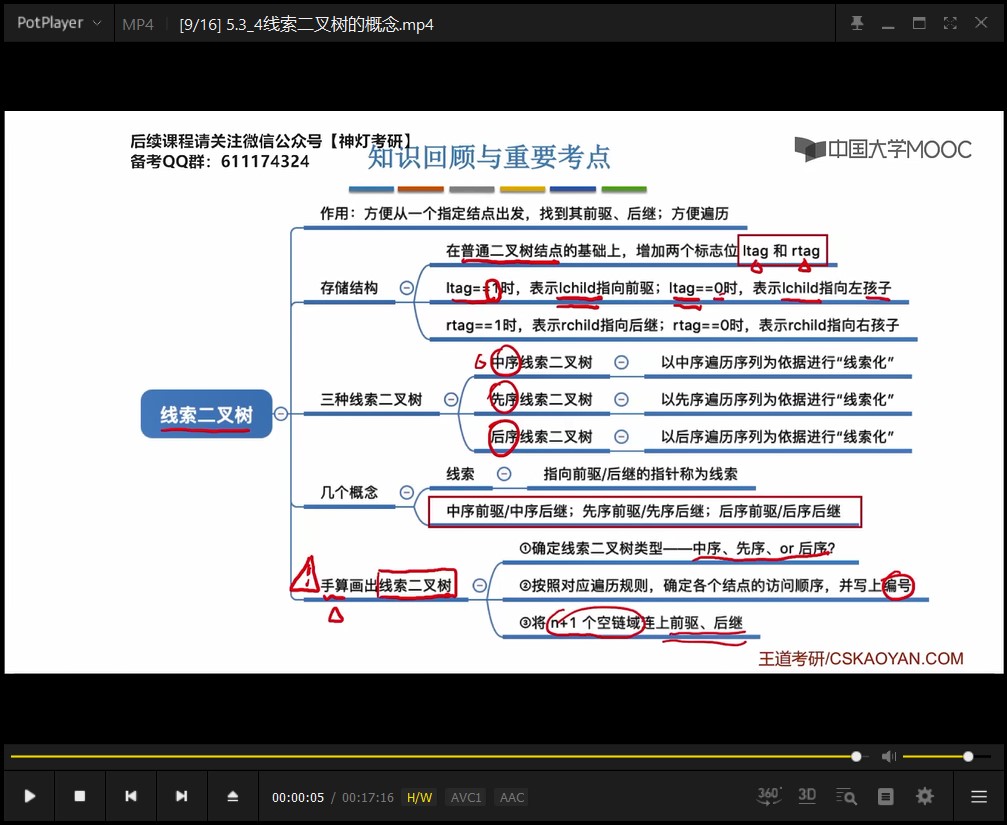 PotPlayer
MP4
[9/16] 5.3_4线索二叉树的概念.mp4
后续课程请关注微信公众号【神灯考研】
备考QQ群：611174324
知识回顾与重要考点
中国大学MOOC
作用：方便从一个指定结点出发，找到其前驱、后继；方便遍历
在普通二叉树结点的基础上，增加两个标志位 ltag 和 rtag
存储结构
ltag==1时，表示lchild指向前驱；ltag==0时，表示lchild指向左孩子
rtag==1时，表示rchild指向后继；rtag==0时，表示rchild指向右孩子
中序线索二叉树
以中序遍历序列为依据进行“线索化”
三种线索二叉树
先序线索二叉树
以先序遍历序列为依据进行“线索化”
线索二叉树
后序线索二叉树
以后序遍历序列为依据进行“线索化”
线索
指向前驱/后继的指针称为线索
几个概念
中序前驱/中序后继；先序前驱/先序后继；后序前驱/后序后继
①确定线索二叉树类型——中序、先序、or 后序？
手算画出线索二叉树
②按照对应遍历规则，确定各个结点的访问顺序，并写上编号
③将 n+1 个空链域连上前驱、后继
王道考研/CSKAOYAN.COM
00:00:05 / 00:17:16
H/W
AVC1
AAC
360°
3D